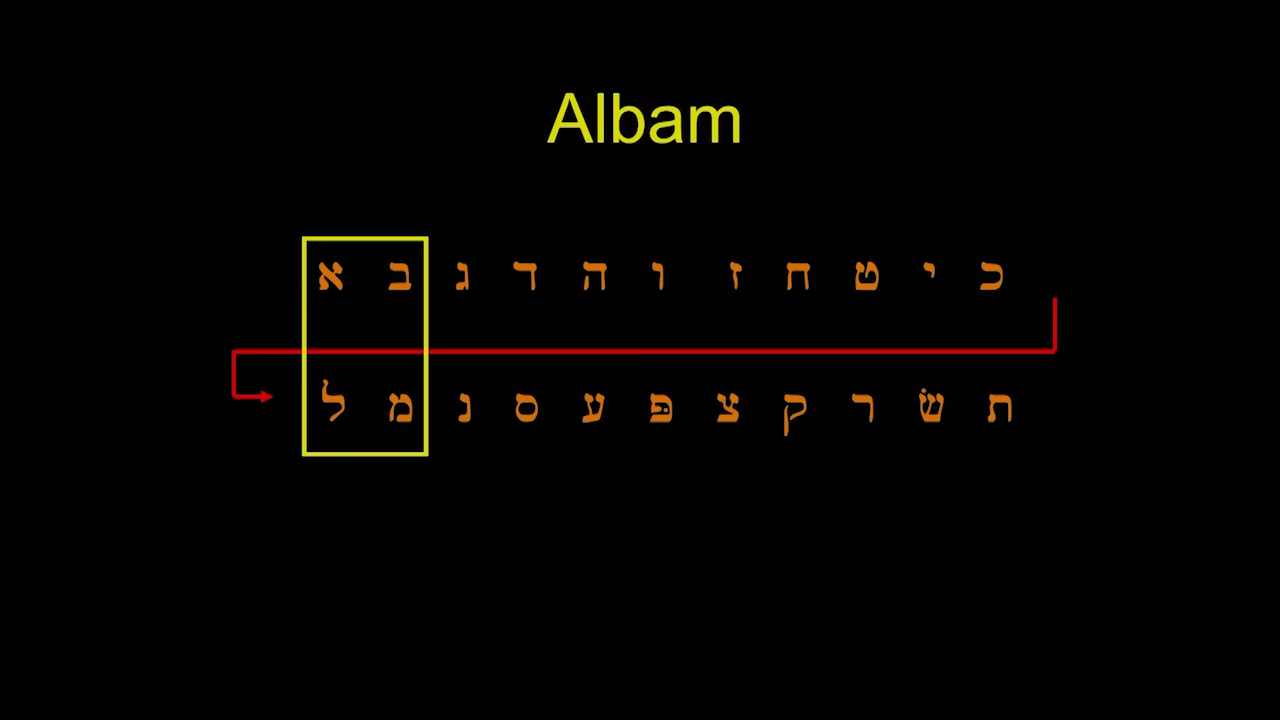 Albam
א ב ג ד ה ו ז ח ט י כ
ל מ נ ס ע פּ צ ק ר שׂ ת